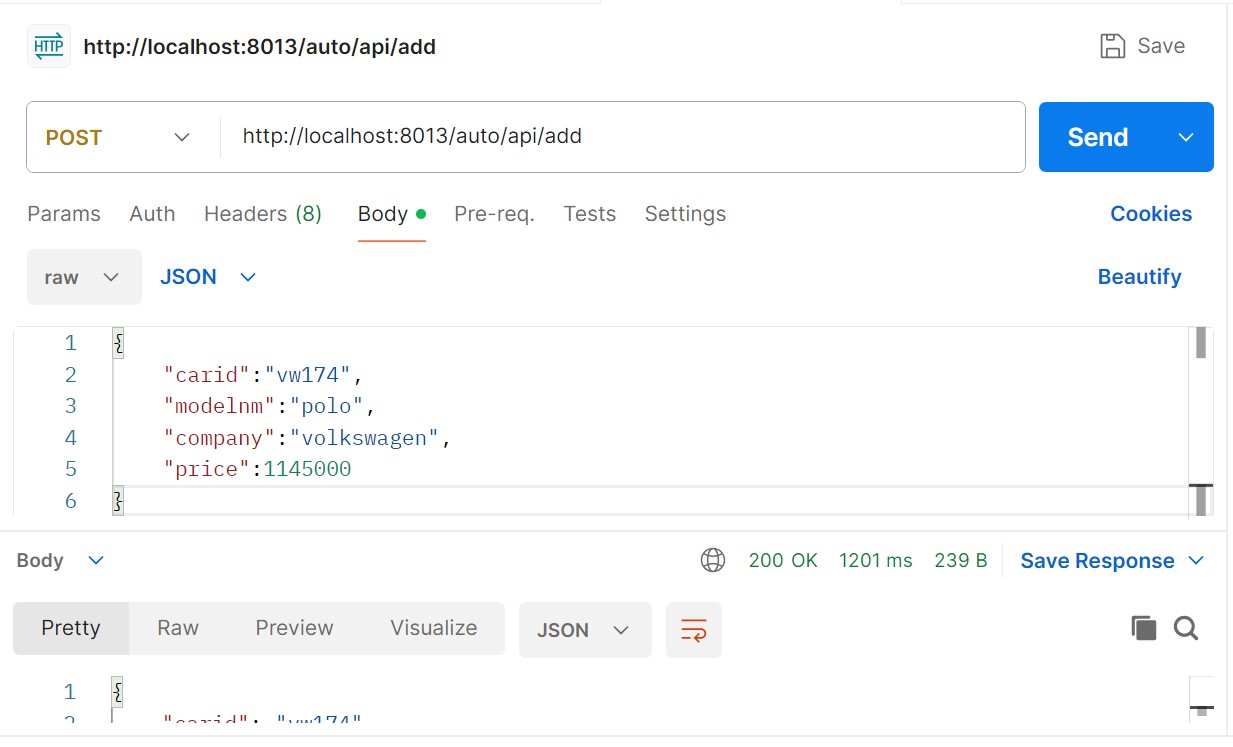 HTTP http://localhost:8013/auto/api/add Save
POST http://localhost:8013/auto/api/add Send
Params Auth Headers (8) Body Pre-req. Tests Settings Cookies
raw JSON Beautify
1 {
2 "carid":"vw174",
3 "modelnm":"polo",
4 "company":"volkswagen",
5 "price":1145000
6 }
Body 200 OK 1201 ms 239 B Save Response
Pretty Raw Preview Visualize JSON
1 {
2 "carid": "vw174"